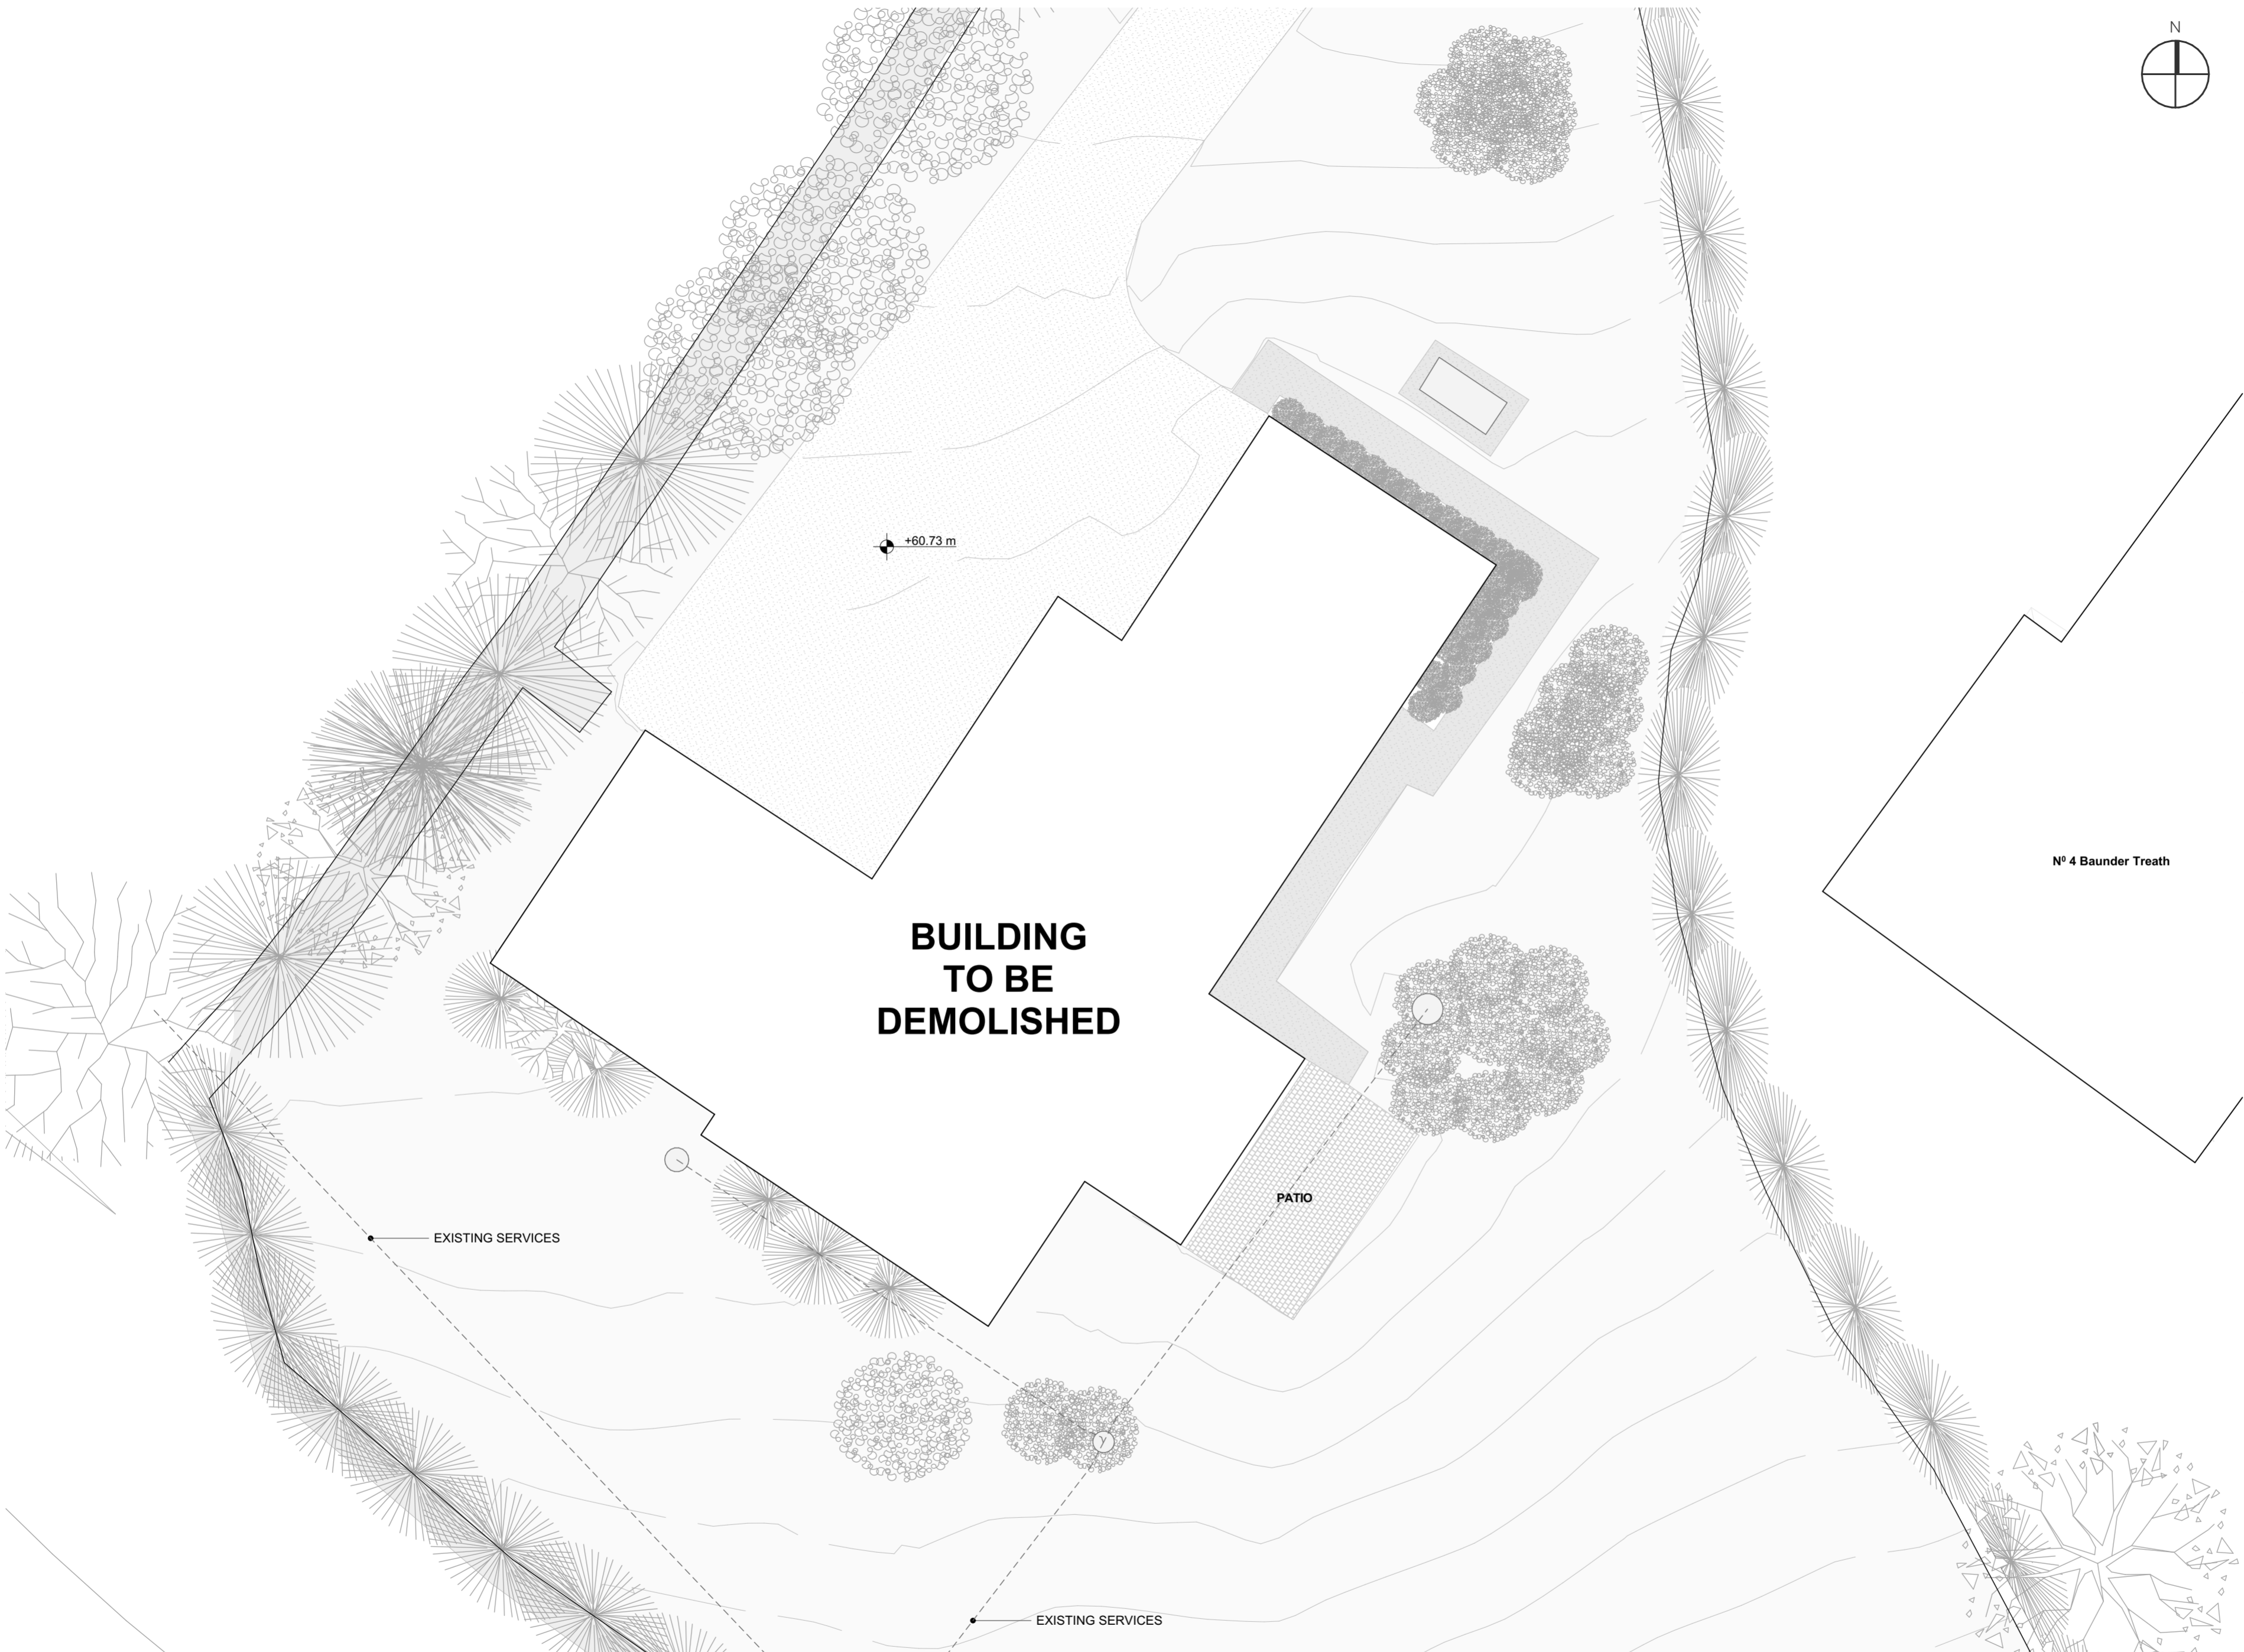 N
+60.73 m
Nº 4 Baunder Treath
BUILDING
TO BE
DEMOLISHED
PATIO
EXISTING SERVICES
Y
EXISTING SERVICES